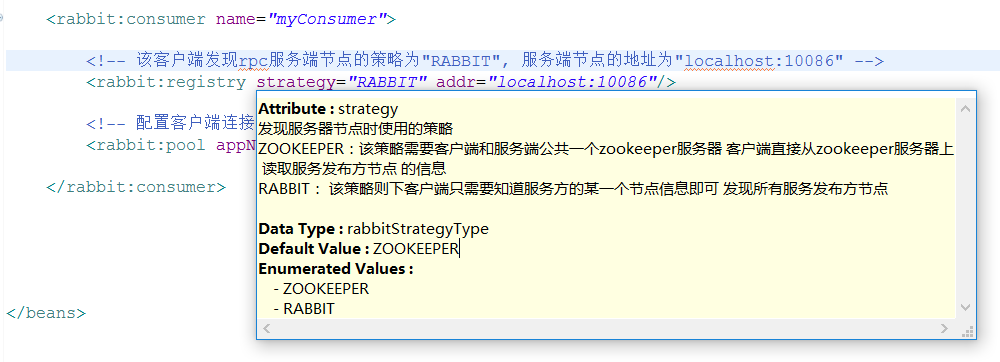 <rabbit:consumer name="myConsumer">
<!-- 该客户端发现rpc服务端节点的策略为"RABBIT", 服务端节点的地址为"localhost:10086" -->
<rabbit:registry strategy="RABBIT" addr="localhost:10086"/>
<!-- 配置客户端连接
<rabbit:pool appN
</rabbit:consumer>
</beans>
Attribute : strategy
发现服务器节点时使用的策略
ZOOKEEPER：该策略需要客户端和服务端公共一个zookeeper服务器 客户端直接从zookeeper服务器上
读取服务发布方节点 的信息
RABBIT： 该策略则下客户端只需要知道服务方的某一个节点信息即可 发现所有服务发布方节点
Data Type : rabbitStrategyType
Default Value : ZOOKEEPER
Enumerated Values :
- ZOOKEEPER
- RABBIT